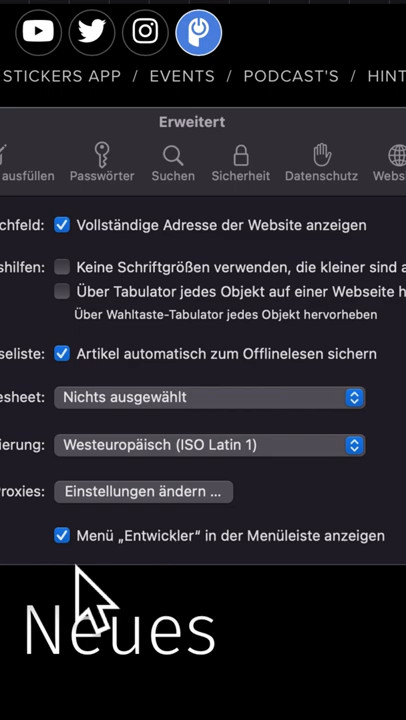 STICKERS APP / EVENTS / PODCAST'S / HINT
Erweitert
ausfüllen Passwörter Suchen Sicherheit Datenschutz Webs
chfeld: Vollständige Adresse der Website anzeigen
shilfen: Keine Schriftgrößen verwenden, die kleiner sind a
Über Tabulator jedes Objekt auf einer Webseite h
Über Wahltaste-Tabulator jedes Objekt hervorheben
seliste: Artikel automatisch zum Offlinelesen sichern
esheet: Nichts ausgewählt
ierung: Westeuropäisch (ISO Latin 1)
Proxies: Einstellungen ändern ...
Menü „Entwickler“ in der Menüleiste anzeigen
Neues